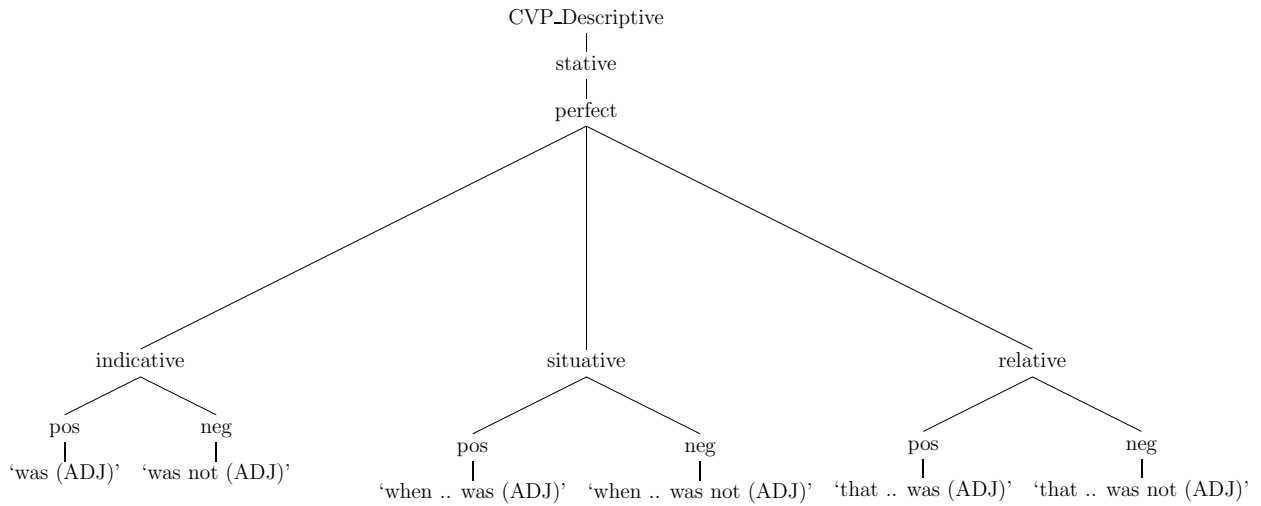 CVP_Descriptive
stative
perfect
indicative situative relative
pos neg pos neg pos neg
‘was (ADJ)’ ‘was not (ADJ)’ ‘when .. was (ADJ)’ ‘when .. was not (ADJ)’ ‘that .. was (ADJ)’ ‘that .. was not (ADJ)’